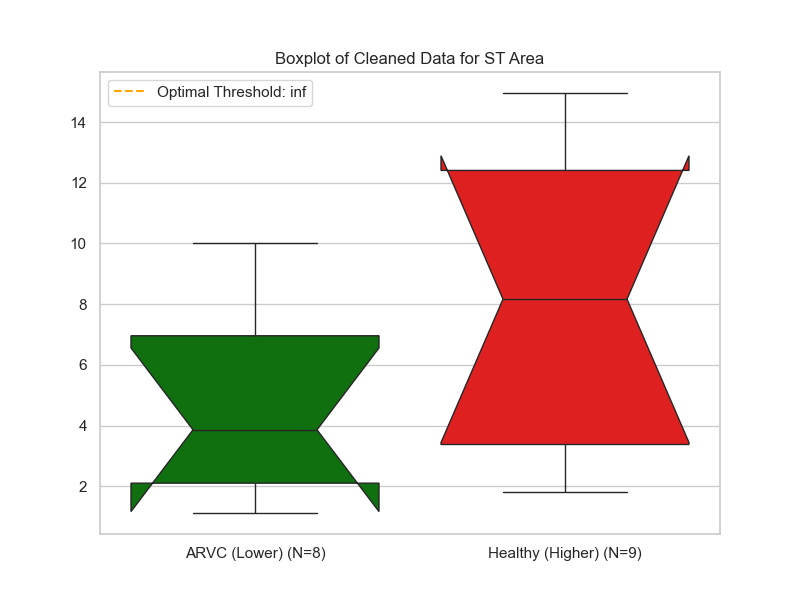 Boxplot of Cleaned Data for ST Area
Optimal Threshold: inf
14
12
10
8
6
4
2
ARVC (Lower) (N=8)
Healthy (Higher) (N=9)